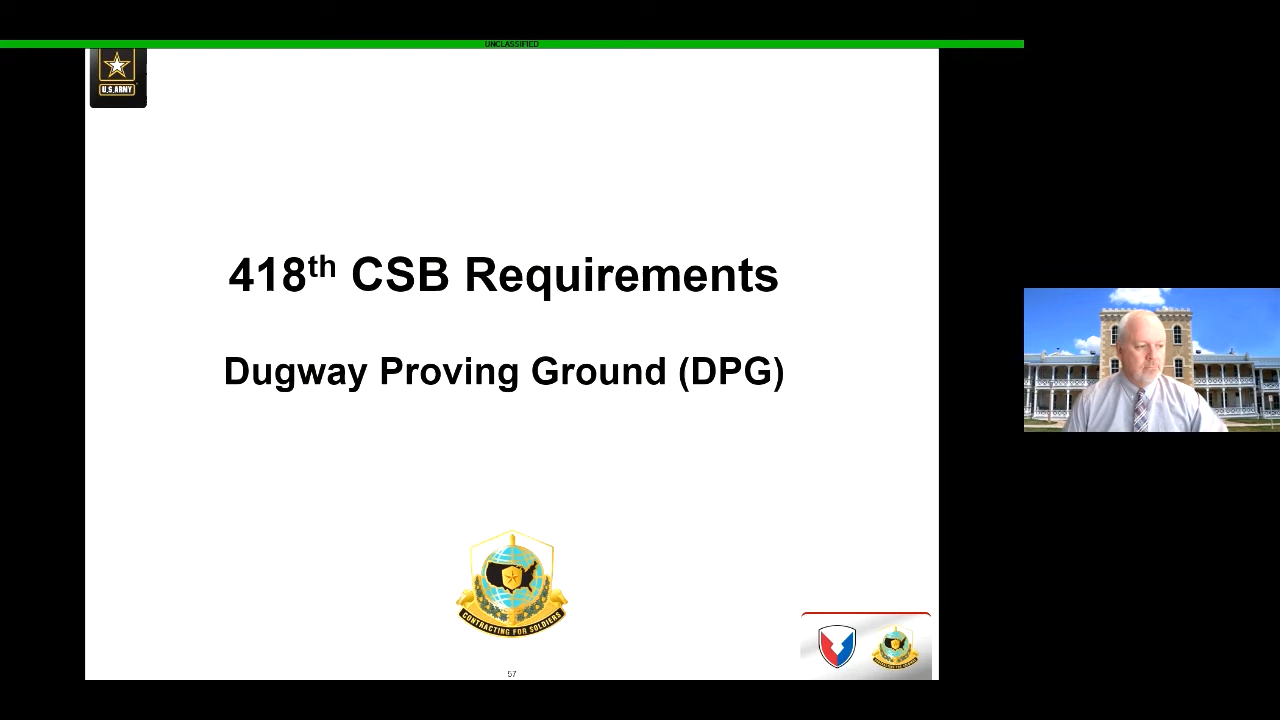 UNCLASSIFIED
U.S. ARMY
418th CSB Requirements
Dugway Proving Ground (DPG)
CONTRACTING FOR SOLDIERS
57